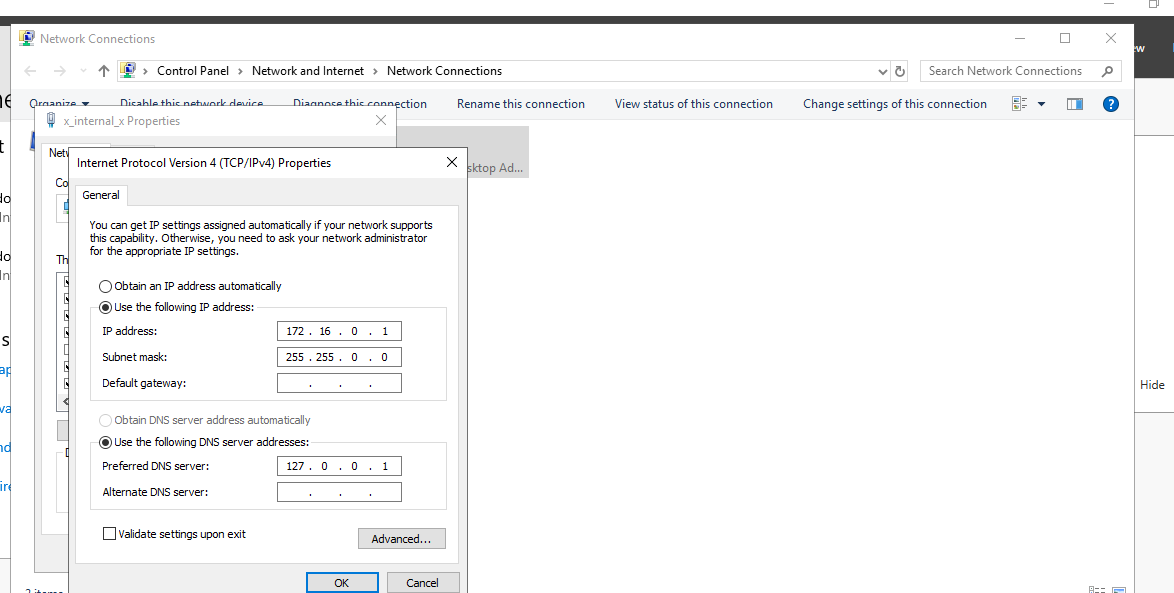 Network Connections
Control Panel > Network and Internet > Network Connections
Search Network Connections
Organize
Disable this network device
Diagnose this connection
Rename this connection
View status of this connection
Change settings of this connection
x_internal_x Properties
sktop Ad...
Internet Protocol Version 4 (TCP/IPv4) Properties
General
You can get IP settings assigned automatically if your network supports
this capability. Otherwise, you need to ask your network administrator
for the appropriate IP settings.
Obtain an IP address automatically
Use the following IP address:
IP address:
172 . 16 . 0 . 1
Subnet mask:
255 . 255 . 0 . 0
Default gateway:
. . .
Obtain DNS server address automatically
Use the following DNS server addresses:
Preferred DNS server:
127 . 0 . 0 . 1
Alternate DNS server:
. . .
Validate settings upon exit
Advanced...
OK
Cancel
Hide